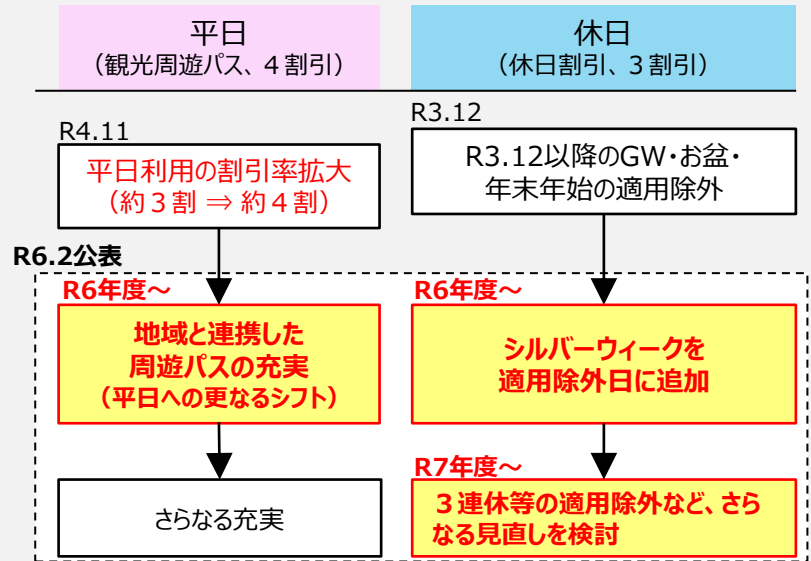 平日
（観光周遊パス、４割引）
休日
（休日割引、３割引）
R4.11
平日利用の割引率拡大
（約３割 ⇒ 約４割）
R3.12
R3.12以降のGW・お盆・
年末年始の適用除外
R6.2公表
R6年度～
地域と連携した
周遊パスの充実
（平日への更なるシフト）
R6年度～
シルバーウィークを
適用除外日に追加
さらなる充実
R7年度～
３連休等の適用除外など、さら
なる見直しを検討